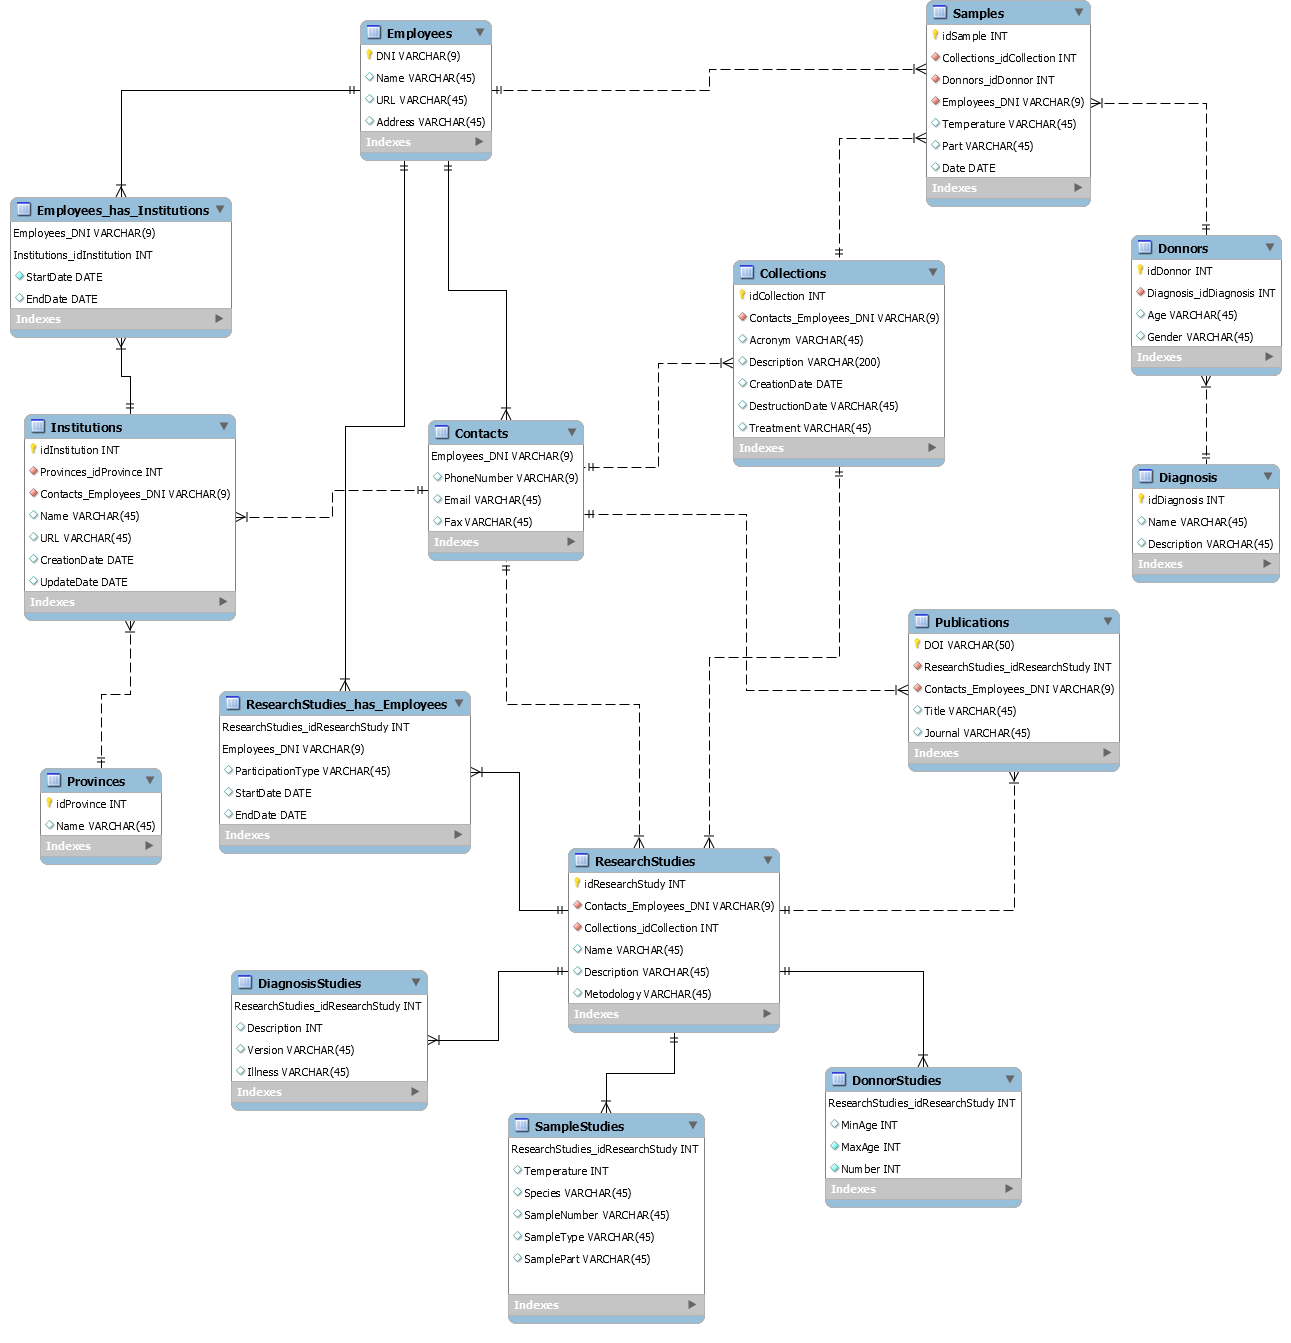 Employees
DNI VARCHAR(9)
Name VARCHAR(45)
URL VARCHAR(45)
Address VARCHAR(45)
Indexes
Samples
idSample INT
Collections_idCollection INT
Donnors_idDonnor INT
Employees_DNI VARCHAR(9)
Temperature VARCHAR(45)
Part VARCHAR(45)
Date DATE
Indexes
Employees_has_Institutions
Employees_DNI VARCHAR(9)
Institutions_idInstitution INT
StartDate DATE
EndDate DATE
Indexes
Donnors
idDonnor INT
Diagnosis_idDiagnosis INT
Age VARCHAR(45)
Gender VARCHAR(45)
Indexes
Collections
idCollection INT
Contacts_Employees_DNI VARCHAR(9)
Acronym VARCHAR(45)
Description VARCHAR(200)
CreationDate DATE
DestructionDate VARCHAR(45)
Treatment VARCHAR(45)
Indexes
Institutions
idInstitution INT
Provinces_idProvince INT
Contacts_Employees_DNI VARCHAR(9)
Name VARCHAR(45)
URL VARCHAR(45)
CreationDate DATE
UpdateDate DATE
Indexes
Contacts
Employees_DNI VARCHAR(9)
PhoneNumber VARCHAR(9)
Email VARCHAR(45)
Fax VARCHAR(45)
Indexes
Diagnosis
idDiagnosis INT
Name VARCHAR(45)
Description VARCHAR(45)
Indexes
Publications
DOI VARCHAR(50)
ResearchStudies_idResearchStudy INT
Contacts_Employees_DNI VARCHAR(9)
Title VARCHAR(45)
Journal VARCHAR(45)
Indexes
ResearchStudies_has_Employees
ResearchStudies_idResearchStudy INT
Employees_DNI VARCHAR(9)
ParticipationType VARCHAR(45)
StartDate DATE
EndDate DATE
Indexes
Provinces
idProvince INT
Name VARCHAR(45)
Indexes
ResearchStudies
idResearchStudy INT
Contacts_Employees_DNI VARCHAR(9)
Collections_idCollection INT
Name VARCHAR(45)
Description VARCHAR(45)
Metodology VARCHAR(45)
Indexes
DiagnosisStudies
ResearchStudies_idResearchStudy INT
Description INT
Version VARCHAR(45)
Illness VARCHAR(45)
Indexes
DonnorStudies
ResearchStudies_idResearchStudy INT
MinAge INT
MaxAge INT
Number INT
Indexes
SampleStudies
ResearchStudies_idResearchStudy INT
Temperature INT
Species VARCHAR(45)
SampleNumber VARCHAR(45)
SampleType VARCHAR(45)
SamplePart VARCHAR(45)
Indexes